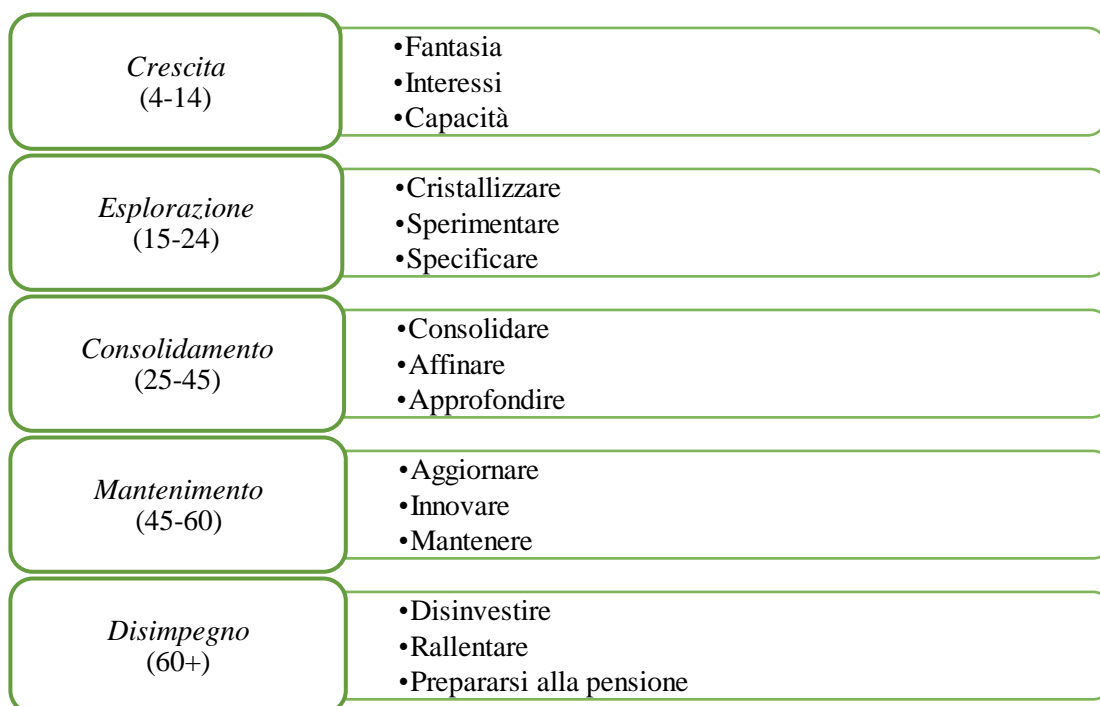 Crescita
(4-14)
•Fantasia
•Interessi
•Capacità
Esplorazione
(15-24)
•Cristallizzare
•Sperimentare
•Specificare
Consolidamento
(25-45)
•Consolidare
•Affinare
•Approfondire
Mantenimento
(45-60)
•Aggiornare
•Innovare
•Mantenere
Disimpegno
(60+)
•Disinvestire
•Rallentare
•Prepararsi alla pensione